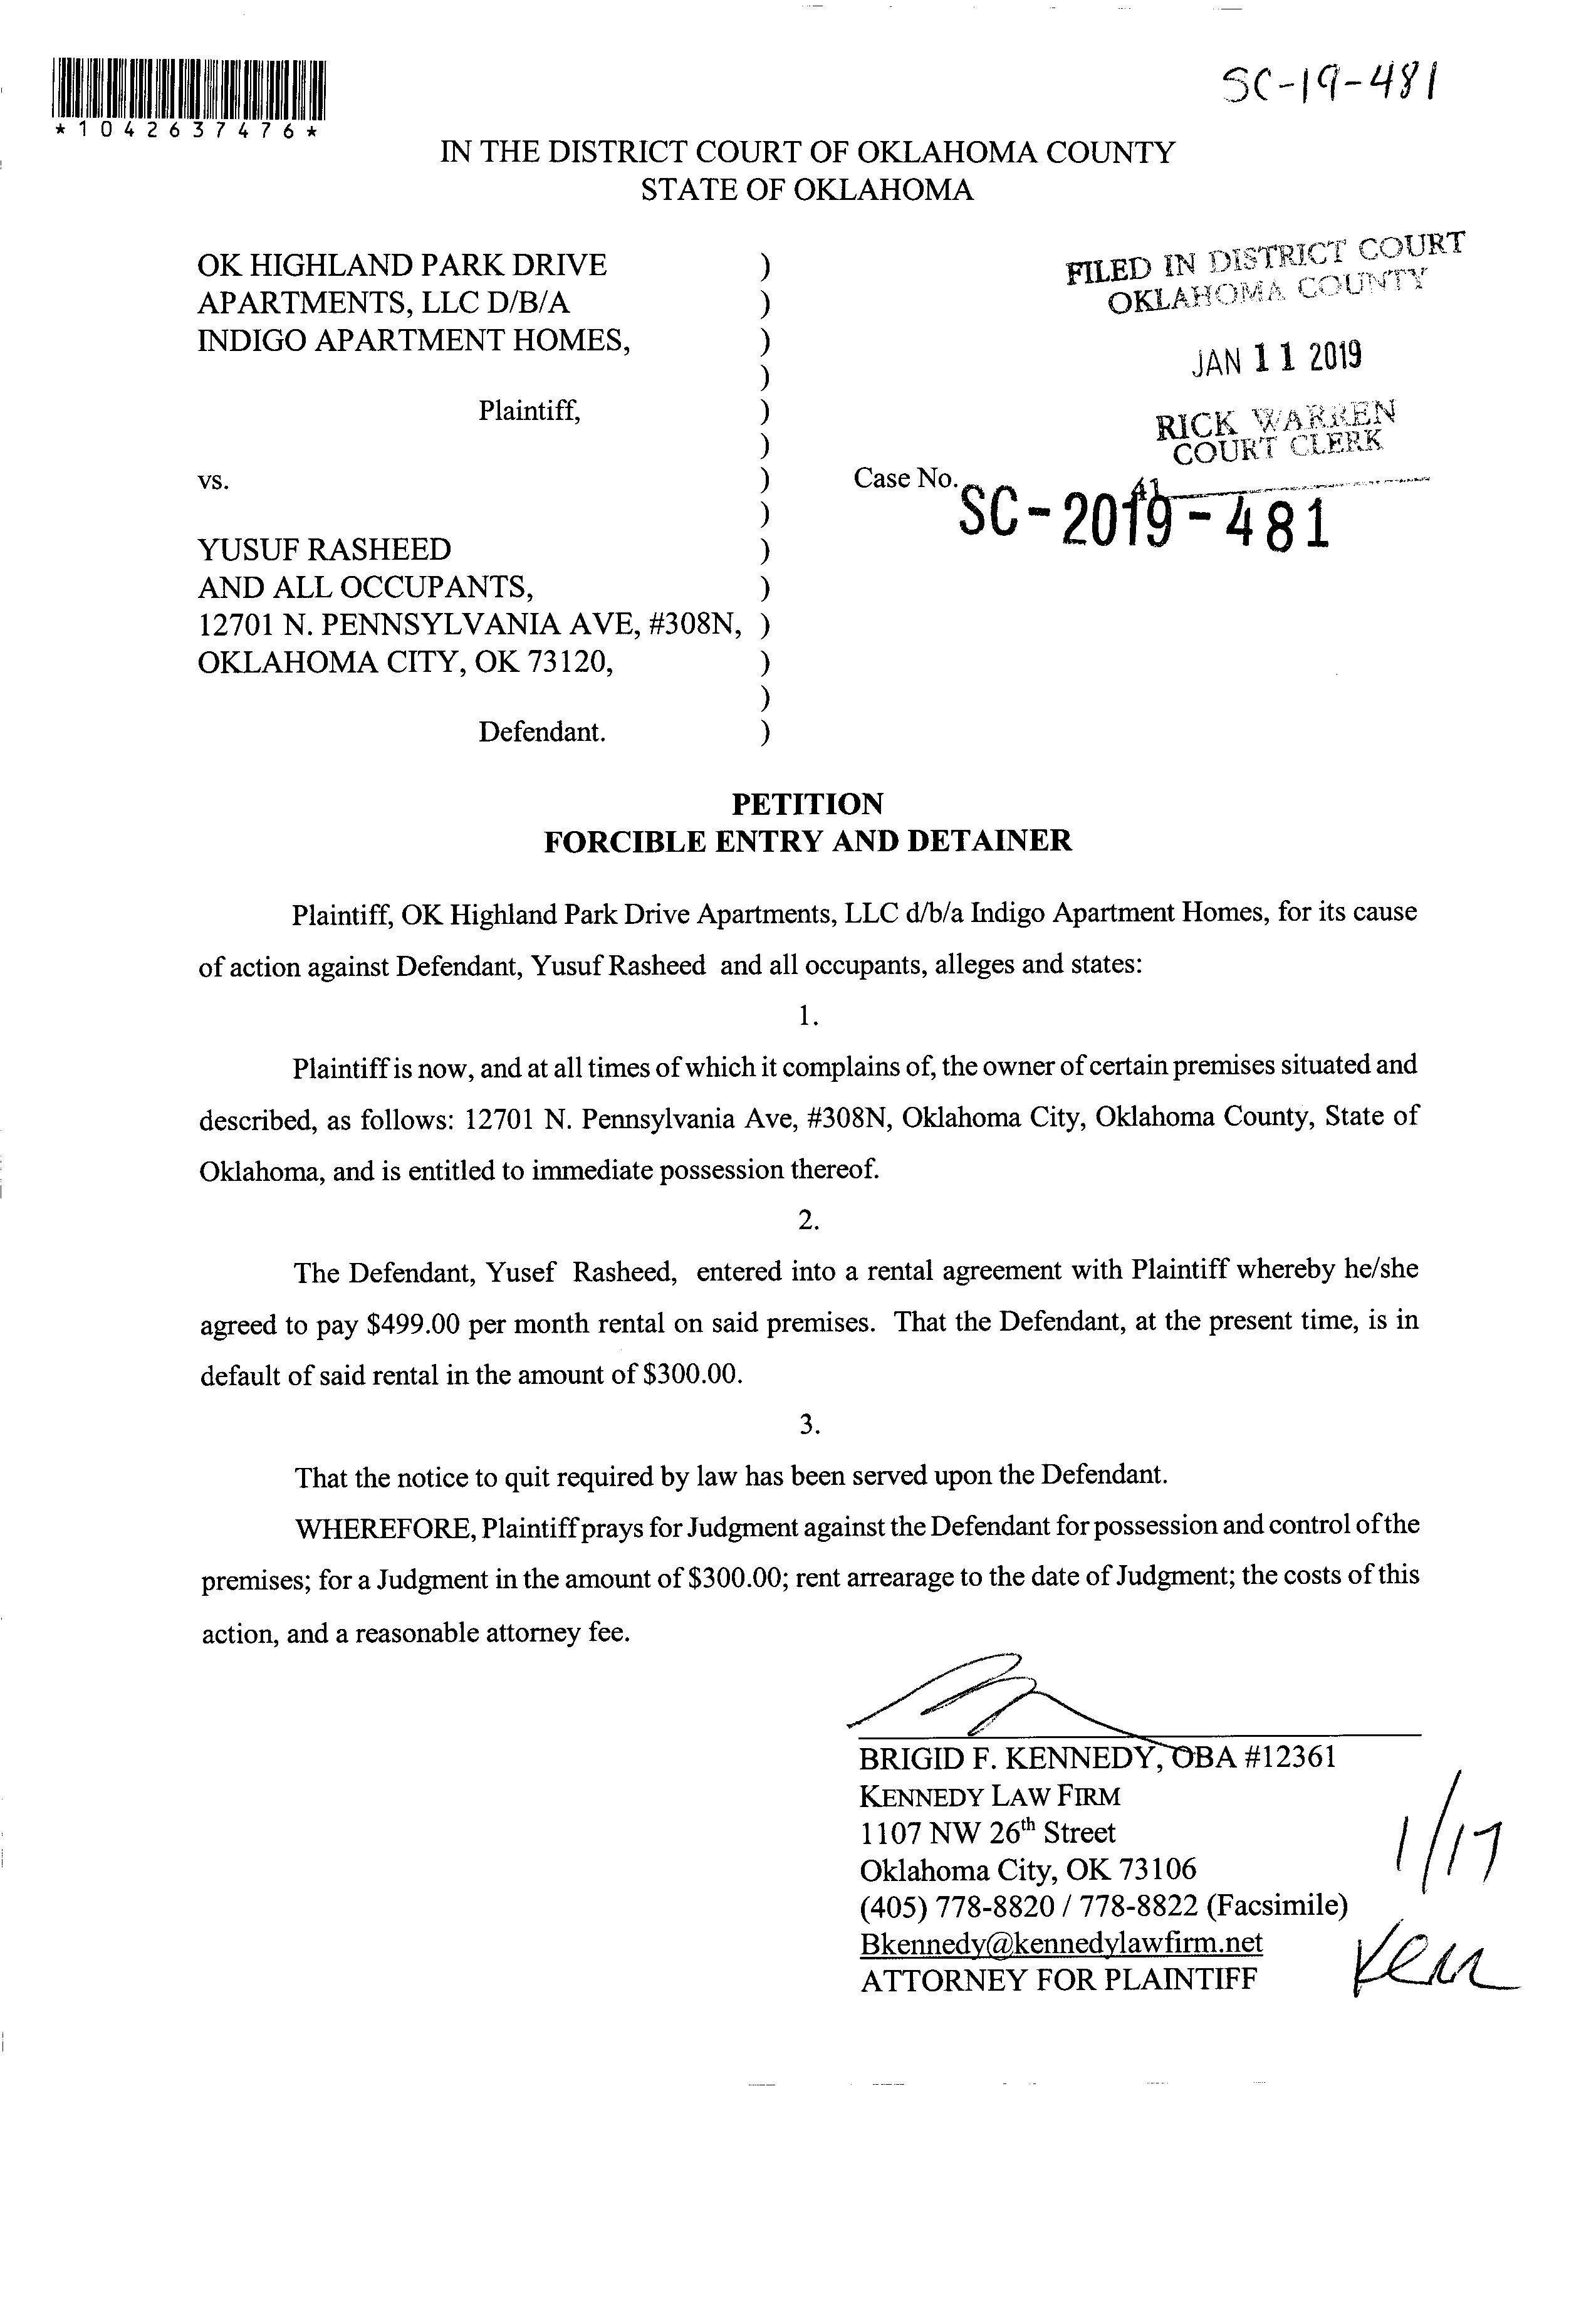 SC-19-481
*1042637476*
IN THE DISTRICT COURT OF OKLAHOMA COUNTY
STATE OF OKLAHOMA
OK HIGHLAND PARK DRIVE )
APARTMENTS, LLC D/B/A )
INDIGO APARTMENT HOMES, )
)
Plaintiff, )
)
vs. )
)
YUSUF RASHEED )
AND ALL OCCUPANTS, )
12701 N. PENNSYLVANIA AVE, #308N, )
OKLAHOMA CITY, OK 73120, )
)
Defendant. )
FILED IN DISTRICT COURT
OKLAHOMA COUNTY
JAN 11 2019
RICK WARREN
COURT CLERK
41
Case No.
SC-2019-481
PETITION
FORCIBLE ENTRY AND DETAINER
Plaintiff, OK Highland Park Drive Apartments, LLC d/b/a Indigo Apartment Homes, for its cause
of action against Defendant, Yusuf Rasheed and all occupants, alleges and states:
1.
Plaintiff is now, and at all times of which it complains of, the owner of certain premises situated and
described, as follows: 12701 N. Pennsylvania Ave, #308N, Oklahoma City, Oklahoma County, State of
Oklahoma, and is entitled to immediate possession thereof.
2.
The Defendant, Yusef Rasheed, entered into a rental agreement with Plaintiff whereby he/she
agreed to pay $499.00 per month rental on said premises. That the Defendant, at the present time, is in
default of said rental in the amount of $300.00.
3.
That the notice to quit required by law has been served upon the Defendant.
WHEREFORE, Plaintiff prays for Judgment against the Defendant for possession and control of the
premises; for a Judgment in the amount of $300.00; rent arrearage to the date of Judgment; the costs of this
action, and a reasonable attorney fee.
BRIGID F. KENNEDY, OBA #12361
KENNEDY LAW FIRM
1107 NW 26th Street
Oklahoma City, OK 73106
(405) 778-8820 / 778-8822 (Facsimile)
Bkennedy@kennedylawfirm.net
ATTORNEY FOR PLAINTIFF
1/17
Ken